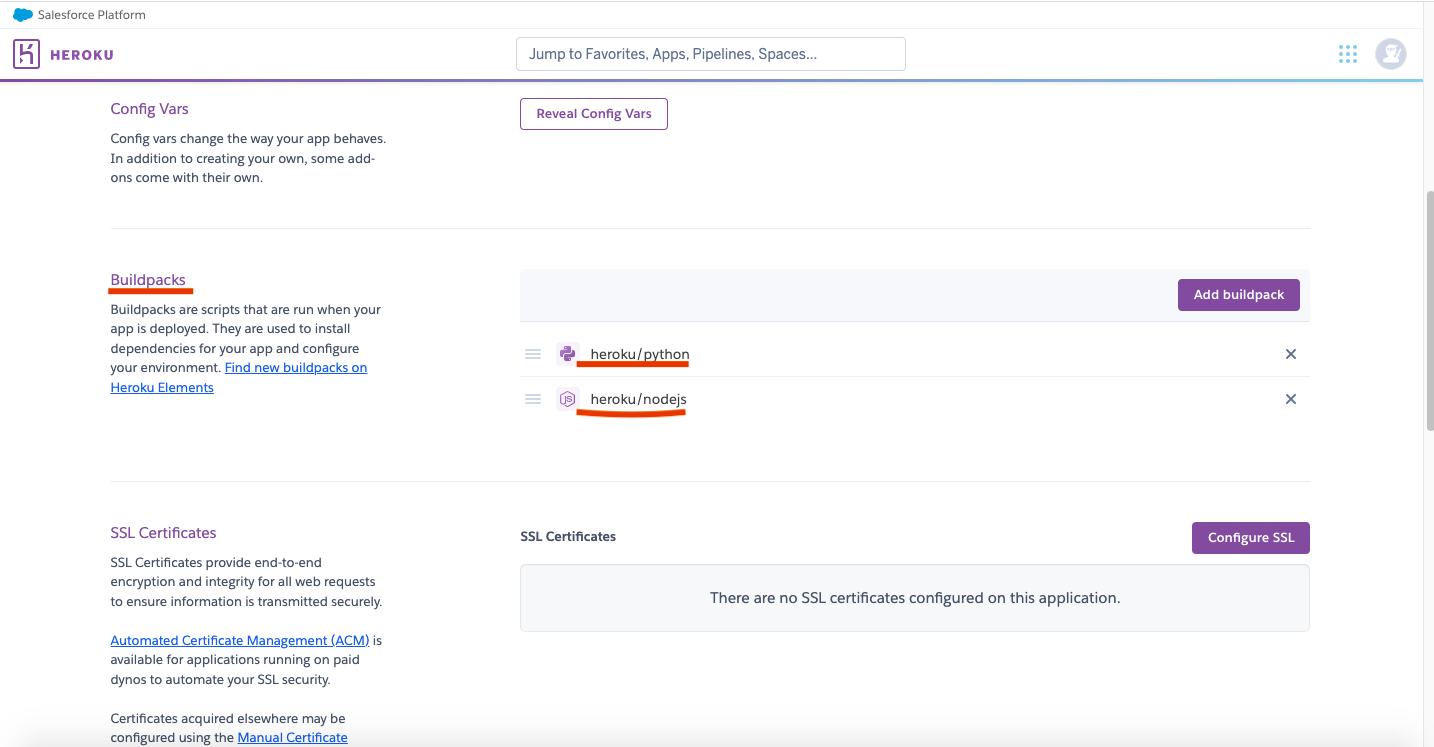 Salesforce Platform
HEROKU
Jump to Favorites, Apps, Pipelines, Spaces...
Config Vars
Config vars change the way your app behaves.
In addition to creating your own, some add-
ons come with their own.
Reveal Config Vars
Buildpacks
Buildpacks are scripts that are run when your
app is deployed. They are used to install
dependencies for your app and configure
your environment. Find new buildpacks on
Heroku Elements
Add buildpack
heroku/python
heroku/nodejs
SSL Certificates
SSL Certificates provide end-to-end
encryption and integrity for all web requests
to ensure information is transmitted securely.
Automated Certificate Management (ACM) is
available for applications running on paid
dynos to automate your SSL security.
Certificates acquired elsewhere may be
configured using the Manual Certificate
SSL Certificates
Configure SSL
There are no SSL certificates configured on this application.